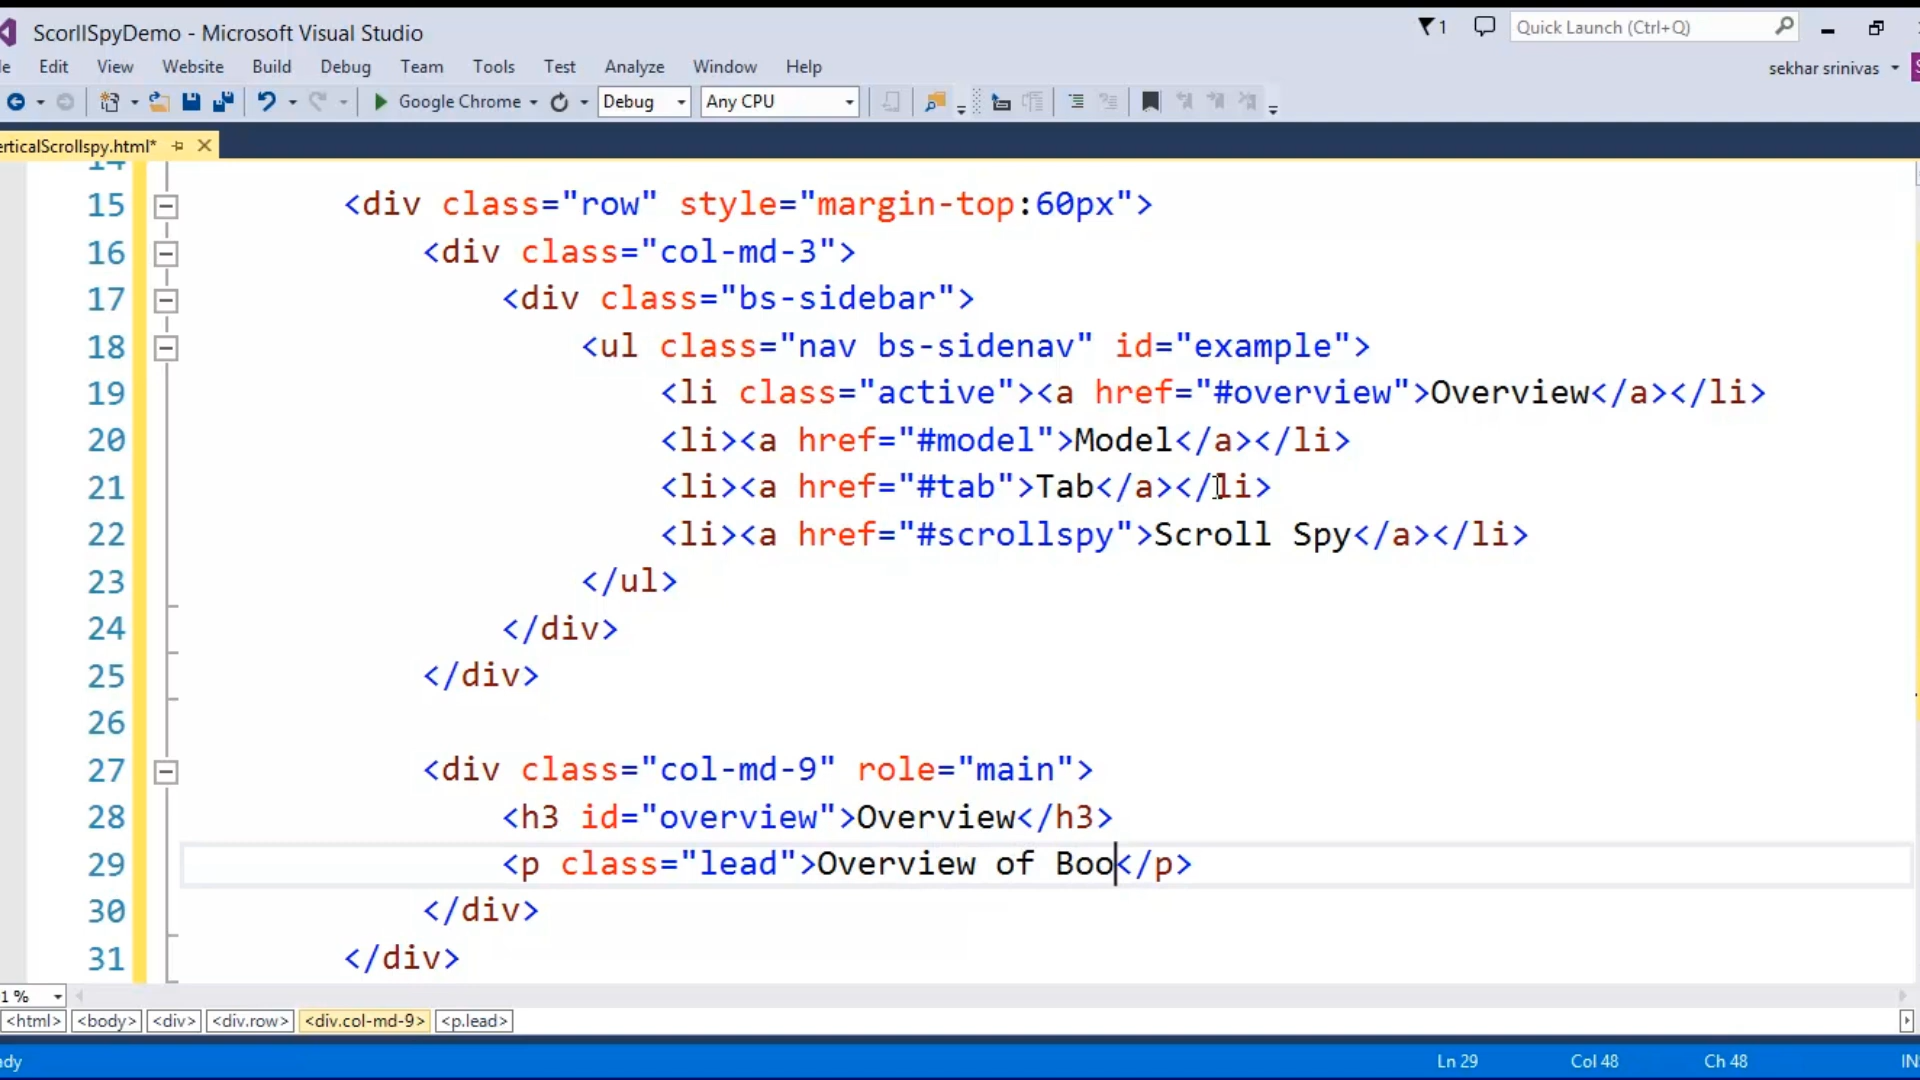 ScorllSpyDemo - Microsoft Visual Studio
1
Quick Launch (Ctrl+Q)
Edit View Website Build Debug Team Tools Test Analyze Window Help
sekhar srinivas
Google Chrome Debug Any CPU
erticalScrollspy.html*
14
15 <div class="row" style="margin-top:60px">
16 <div class="col-md-3">
17 <div class="bs-sidebar">
18 <ul class="nav bs-sidenav" id="example">
19 <li class="active"><a href="#overview">Overview</a></li>
20 <li><a href="#model">Model</a></li>
21 <li><a href="#tab">Tab</a></li>
22 <li><a href="#scrollspy">Scroll Spy</a></li>
23 </ul>
24 </div>
25 </div>
26
27 <div class="col-md-9" role="main">
28 <h3 id="overview">Overview</h3>
29 <p class="lead">Overview of Boo</p>
30 </div>
31 </div>
1 %
<html> <body> <div> <div.row> <div.col-md-9> <p.lead>
dy Ln 29 Col 48 Ch 48 IN